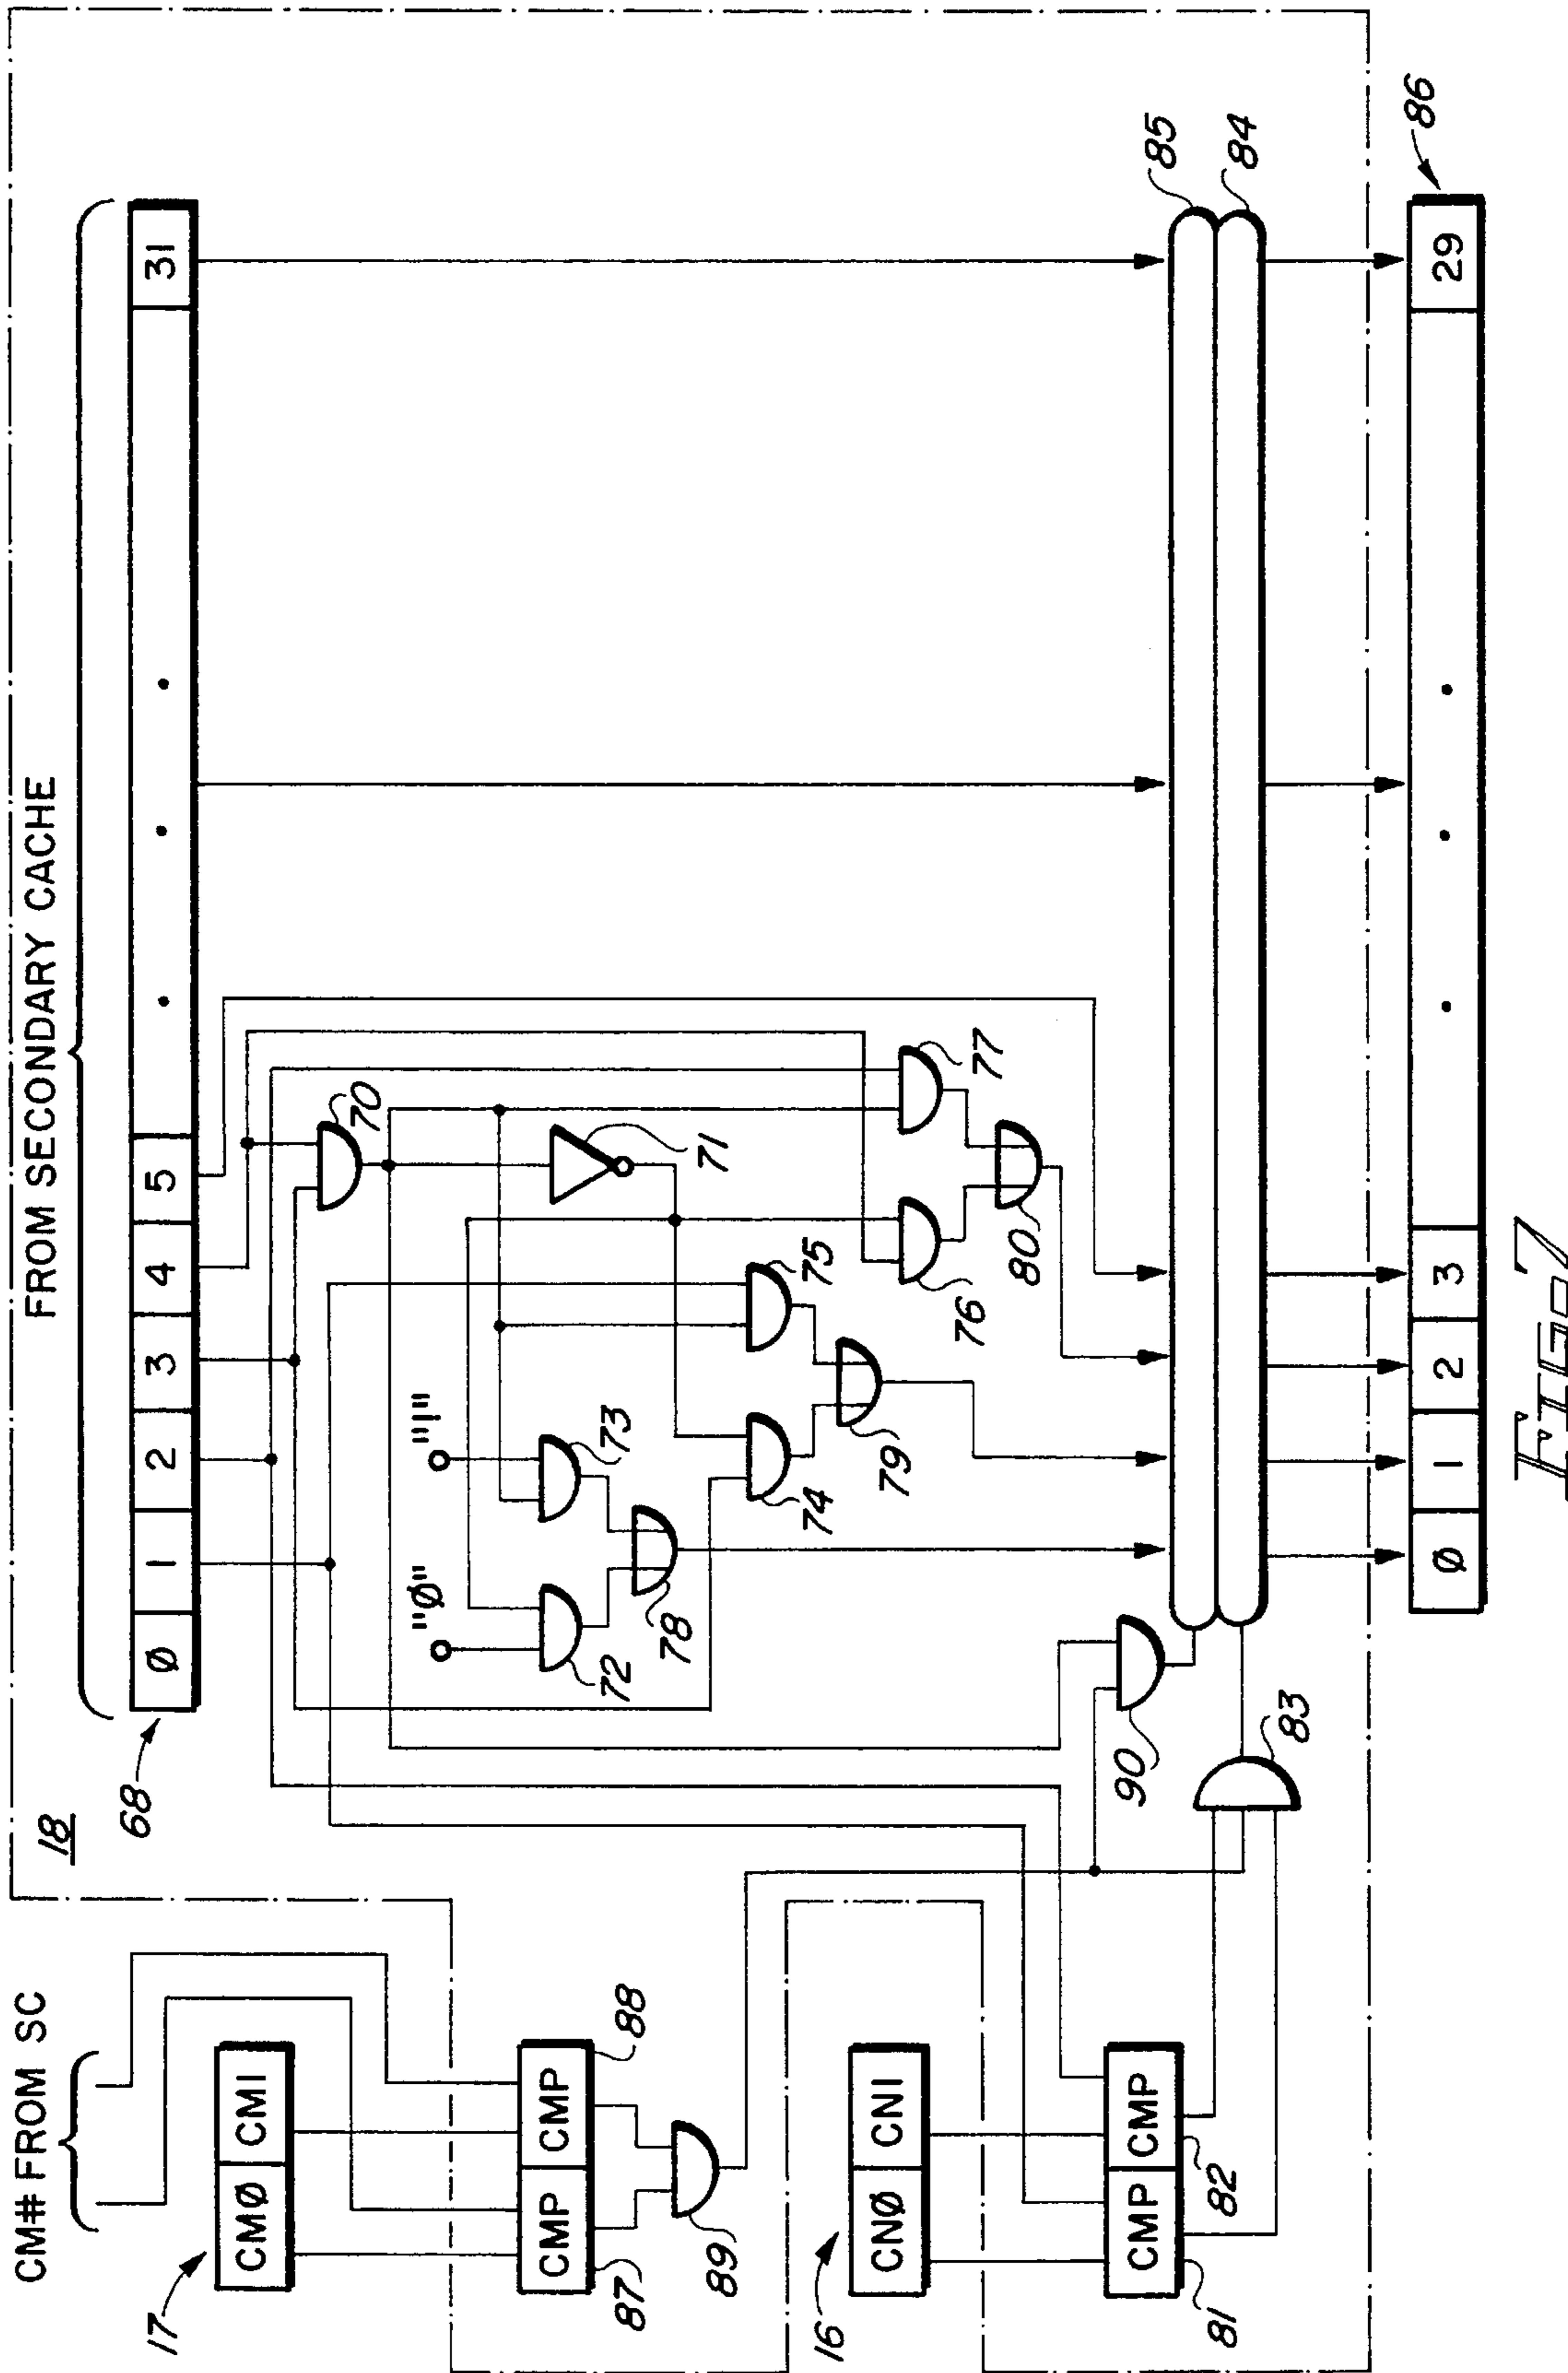 FROM SECONDARY CACHE
CM# FROM SC
18
68
Ø 1 2 3 4 5 . . . 31
17
CMØ CM1
70
71
"Ø"
"1"
72
73
78
74
75
79
76
77
80
CMP CMP
87
88
89
16
CNØ CN1
CMP CMP
81
82
83
90
85
84
86
Ø 1 2 3 . . . 29
FIG-7